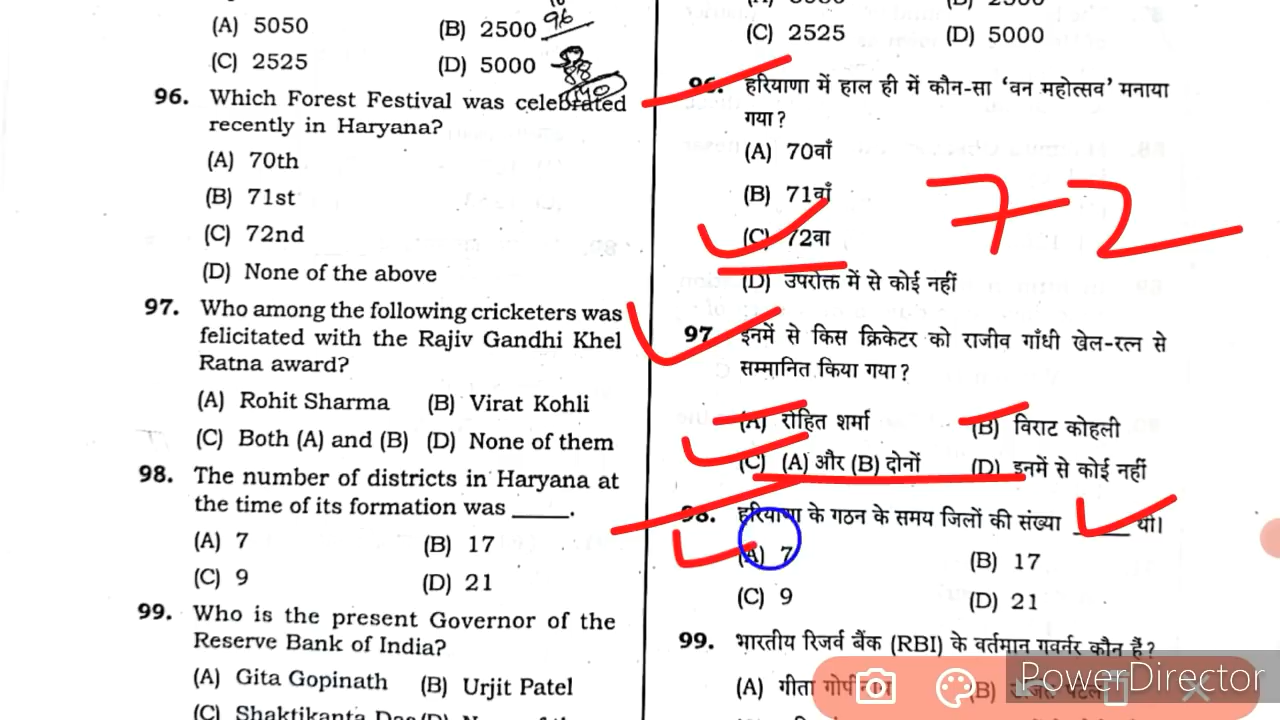 (A) 5050
(B) 2500
96
(C) 2525
(D) 5000
88
140
96. Which Forest Festival was celebrated
recently in Haryana?
(A) 70th
(B) 71st
(C) 72nd
(D) None of the above
97. Who among the following cricketers was
felicitated with the Rajiv Gandhi Khel
Ratna award?
(A) Rohit Sharma (B) Virat Kohli
(C) Both (A) and (B) (D) None of them
98. The number of districts in Haryana at
the time of its formation was _____.
(A) 7 (B) 17
(C) 9 (D) 21
99. Who is the present Governor of the
Reserve Bank of India?
(A) Gita Gopinath (B) Urjit Patel
(C) Shaktikanta
(C) 2525 (D) 5000
96. हरियाणा में हाल ही में कौन-सा ‘वन महोत्सव’ मनाया
गया?
(A) 70वाँ
(B) 71वाँ
(C) 72वा
72
(D) उपरोक्त में से कोई नहीं
97 इनमें से किस क्रिकेटर को राजीव गाँधी खेल-रत्न से
सम्मानित किया गया?
(A) रोहित शर्मा (B) विराट कोहली
(C) (A) और (B) दोनों (D) इनमें से कोई नहीं
98. हरियाणा के गठन के समय जिलों की संख्या _____ थी।
(A) 7 (B) 17
(C) 9 (D) 21
99. भारतीय रिजर्व बैंक (RBI) के वर्तमान गवर्नर कौन हैं?
(A) गीता गोपीनाथ (B)
PowerDirector